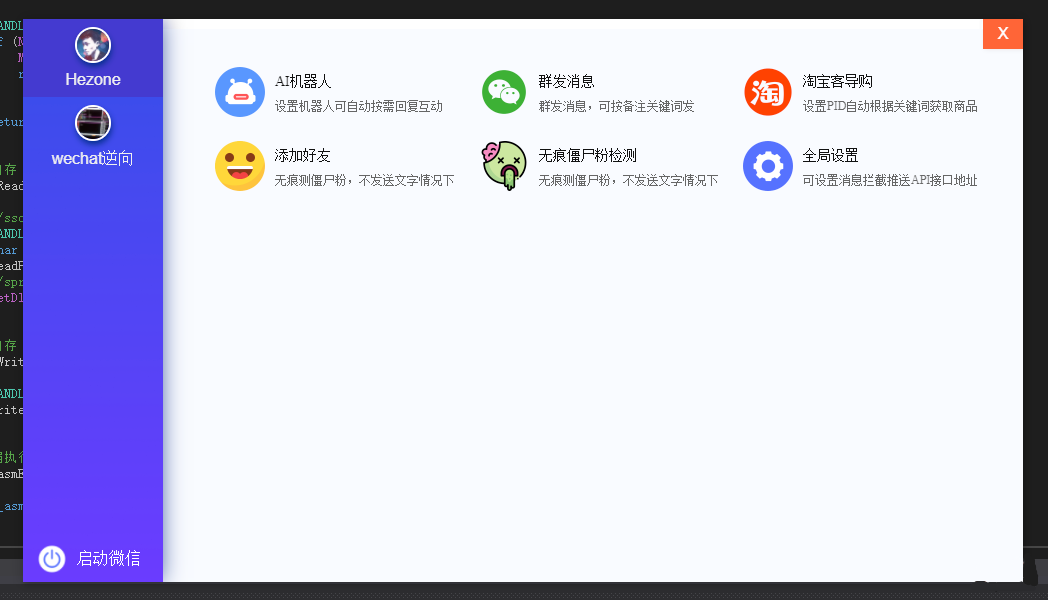 X
Hezone
wechat逆向
启动微信
AI机器人
设置机器人可自动按需回复互动
群发消息
群发消息，可按备注关键词发
淘
淘宝客导购
设置PID自动根据关键词获取商品
添加好友
无痕测僵尸粉，不发送文字情况下
无痕僵尸粉检测
无痕测僵尸粉，不发送文字情况下
全局设置
可设置消息拦截推送API接口地址